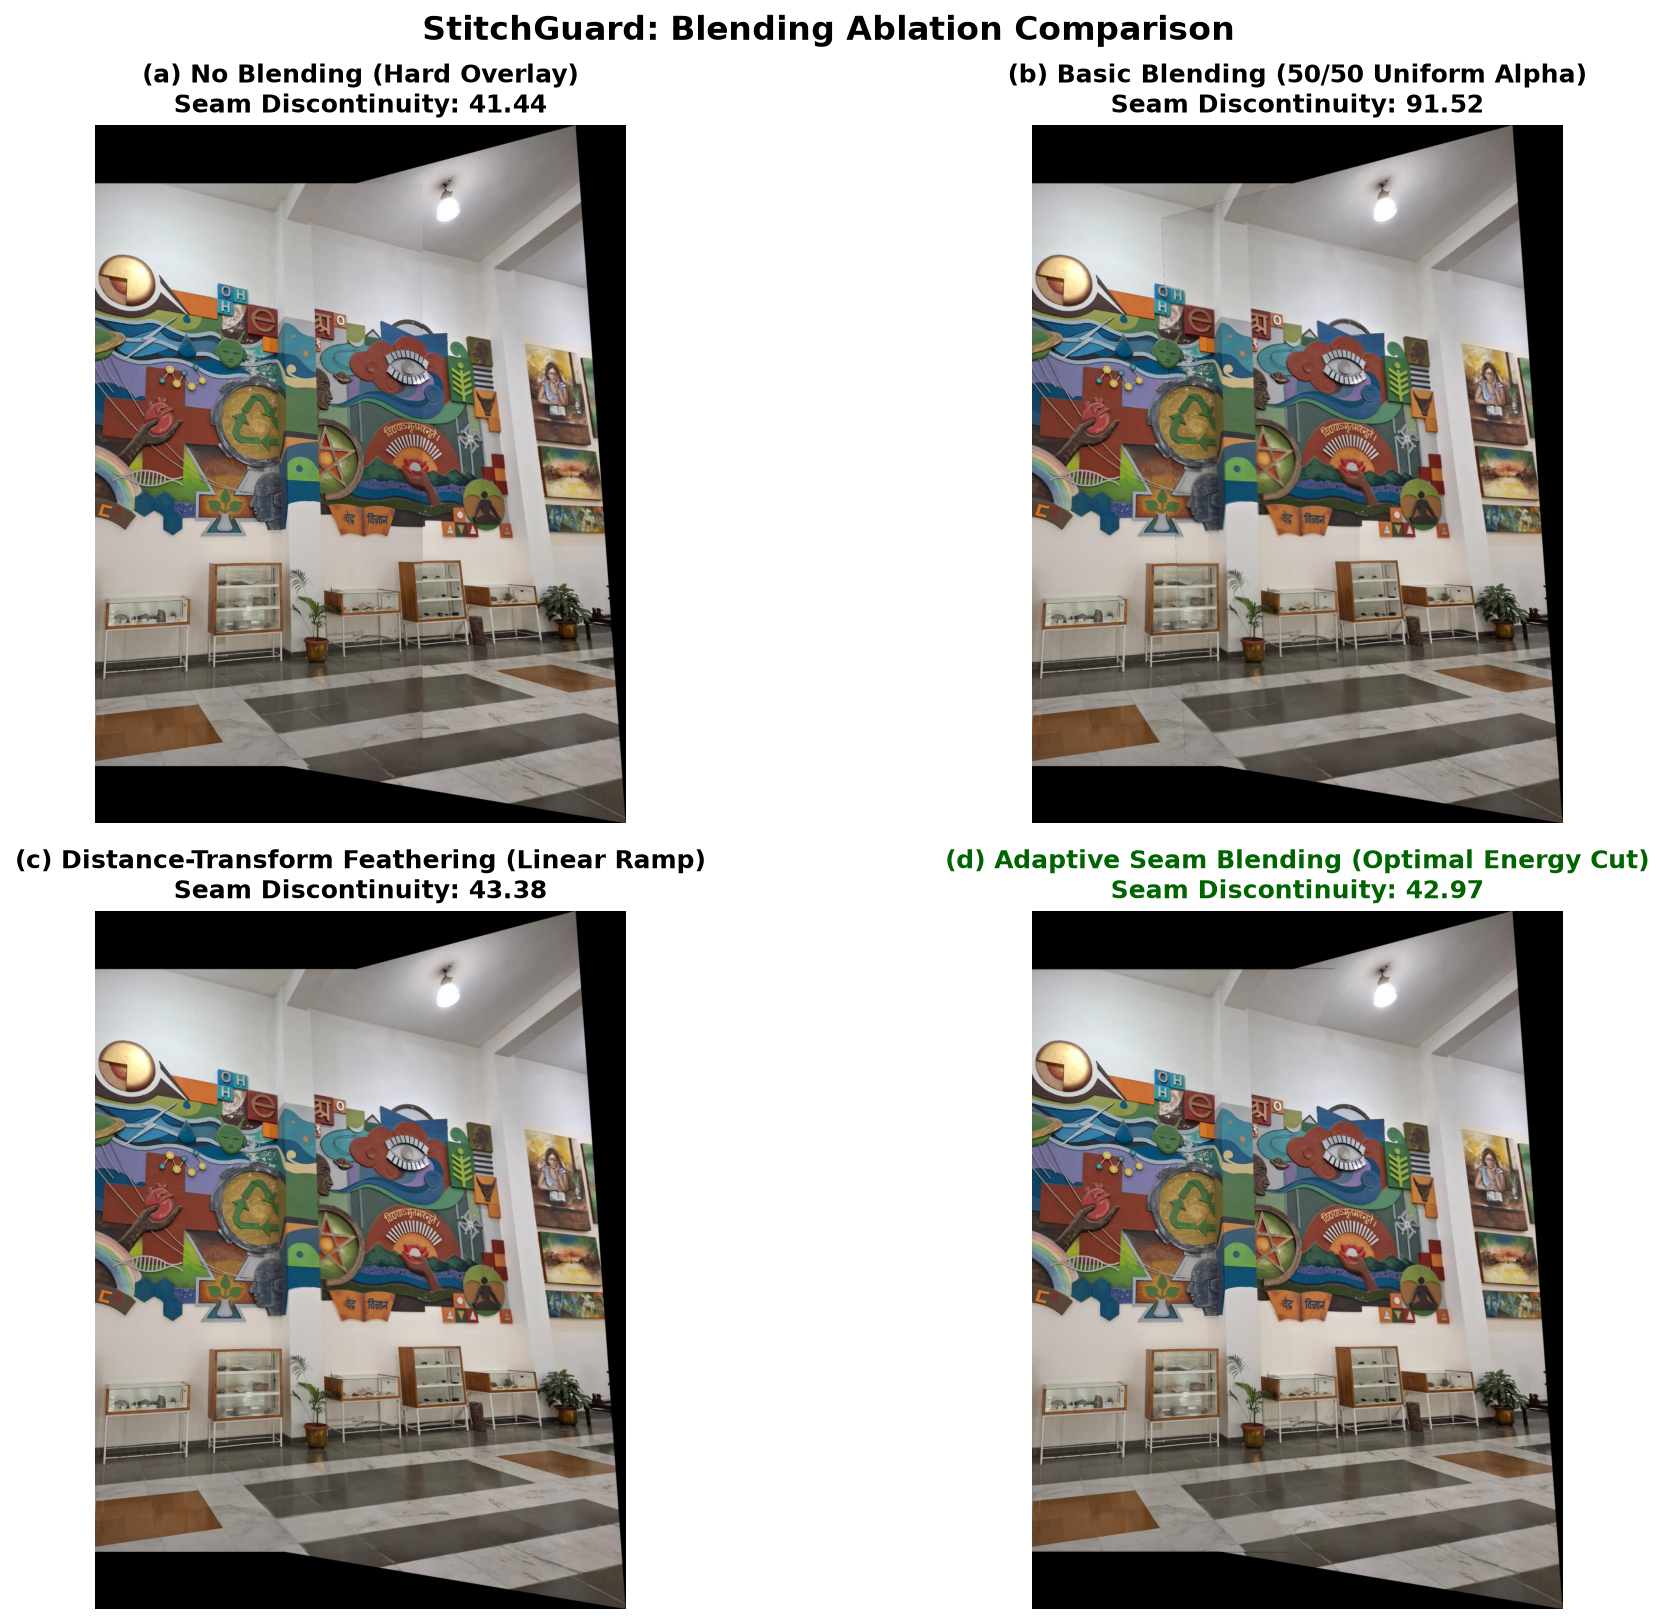 StitchGuard: Blending Ablation Comparison
(a) No Blending (Hard Overlay)
Seam Discontinuity: 41.44
(b) Basic Blending (50/50 Uniform Alpha)
Seam Discontinuity: 91.52
O H
H
e
O
वेद विज्ञान
O H
H
e
O
वेद विज्ञान
(c) Distance-Transform Feathering (Linear Ramp)
Seam Discontinuity: 43.38
(d) Adaptive Seam Blending (Optimal Energy Cut)
Seam Discontinuity: 42.97
O H
H
e
O
वेद विज्ञान
O H
H
e
O
वेद विज्ञान